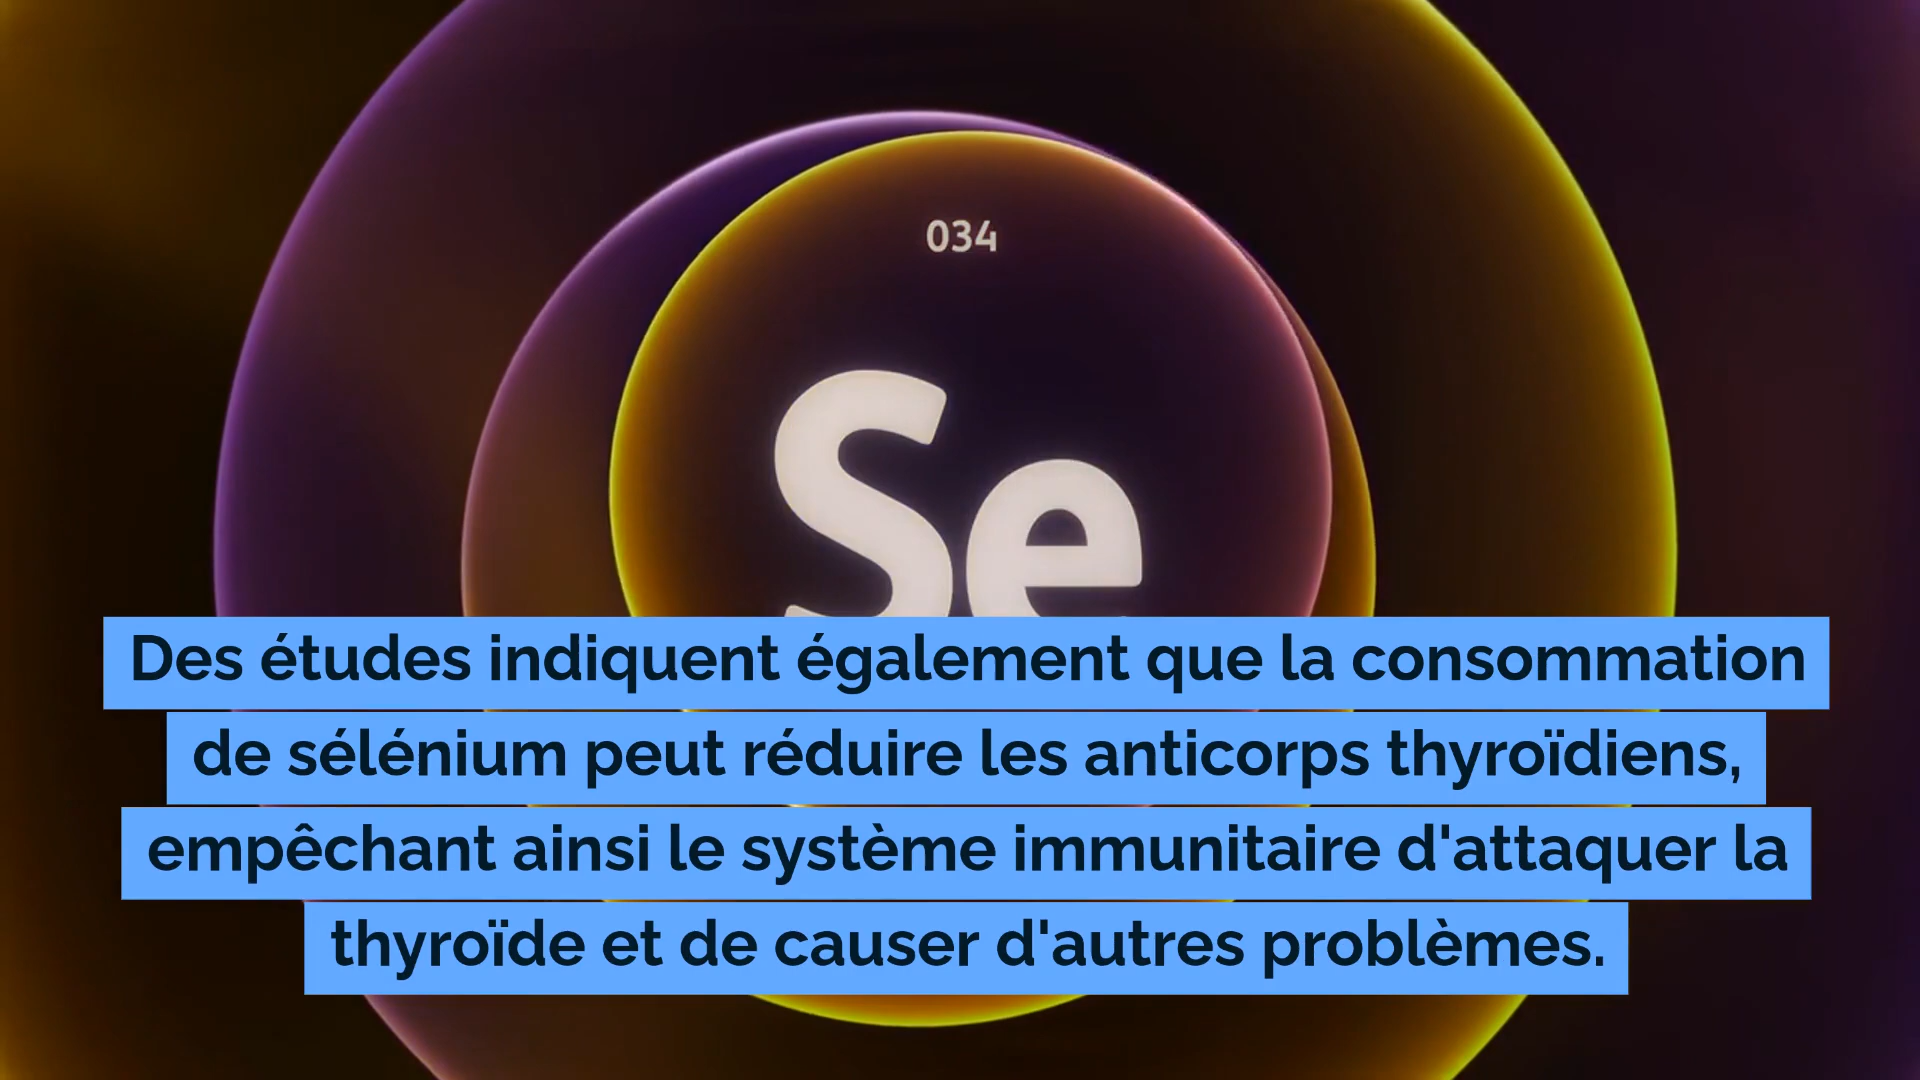 034
Se
Des études indiquent également que la consommation
de sélénium peut réduire les anticorps thyroïdiens,
empêchant ainsi le système immunitaire d'attaquer la
thyroïde et de causer d'autres problèmes.